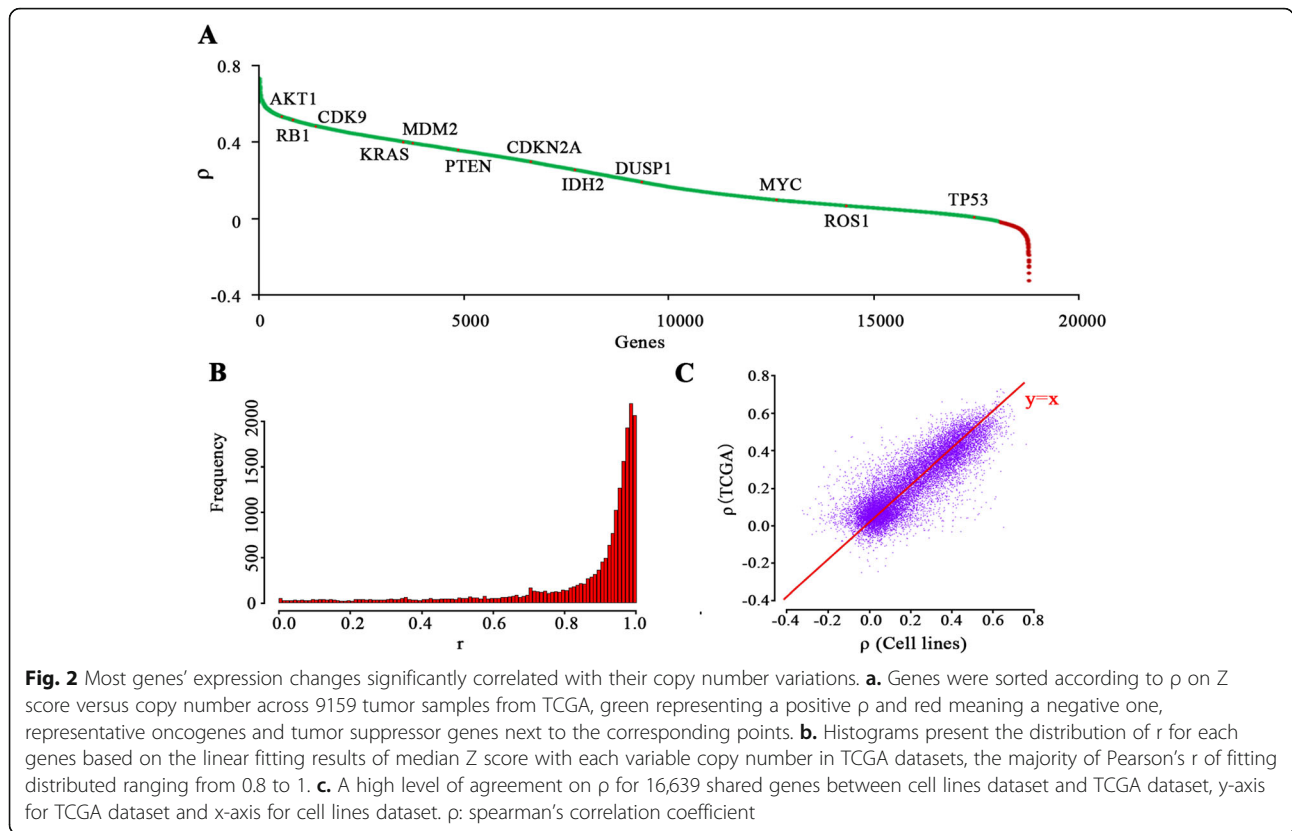 A
0.8
0.4
0
-0.4
ρ
AKT1
RB1
CDK9
KRAS
MDM2
PTEN
CDKN2A
IDH2
DUSP1
MYC
ROS1
TP53
0 5000 10000 15000 20000
Genes
B
Frequency
0 500 1000 1500 2000
0.0 0.2 0.4 0.6 0.8 1.0
r
C
0.8
0.6
0.4
0.2
0.0
-0.2
-0.4
ρ(TCGA)
y=x
-0.4 -0.2 0.0 0.2 0.4 0.6 0.8
ρ (Cell lines)
Fig. 2 Most genes' expression changes significantly correlated with their copy number variations. a. Genes were sorted according to ρ on Z
score versus copy number across 9159 tumor samples from TCGA, green representing a positive ρ and red meaning a negative one,
representative oncogenes and tumor suppressor genes next to the corresponding points. b. Histograms present the distribution of r for each
genes based on the linear fitting results of median Z score with each variable copy number in TCGA datasets, the majority of Pearson's r of fitting
distributed ranging from 0.8 to 1. c. A high level of agreement on ρ for 16,639 shared genes between cell lines dataset and TCGA dataset, y-axis
for TCGA dataset and x-axis for cell lines dataset. ρ: spearman's correlation coefficient